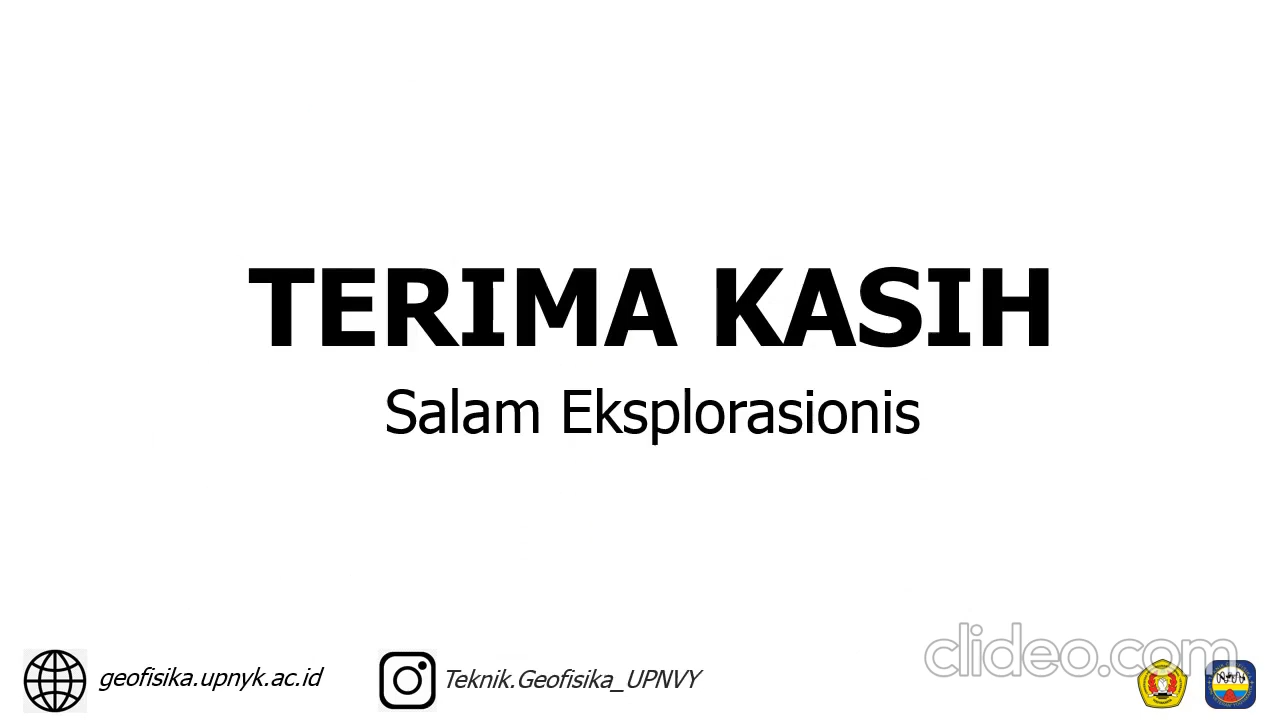 TERIMA KASIH
Salam Eksplorasionis
geofisika.upnyk.ac.id
Teknik.Geofisika_UPNVY
clideo.com